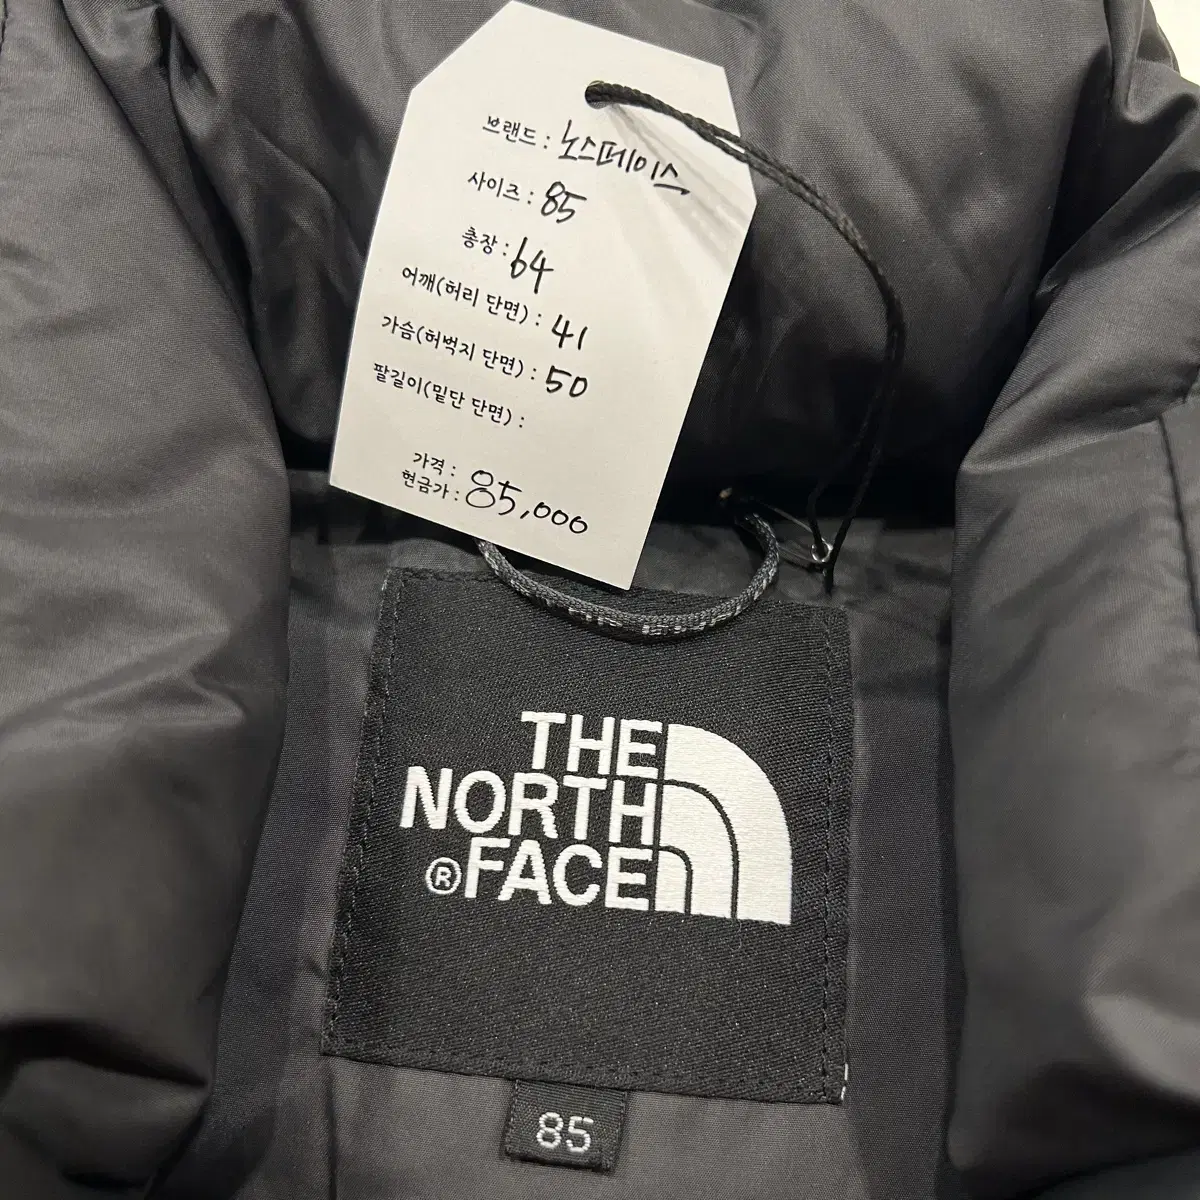 브랜드 : 노스페이스
사이즈 : 85
총장 : 64
어깨(허리 단면) : 41
가슴(허벅지 단면) : 50
팔길이(밑단 단면) :
가격 :
현금가 : 85,000
THE
NORTH
® FACE
85